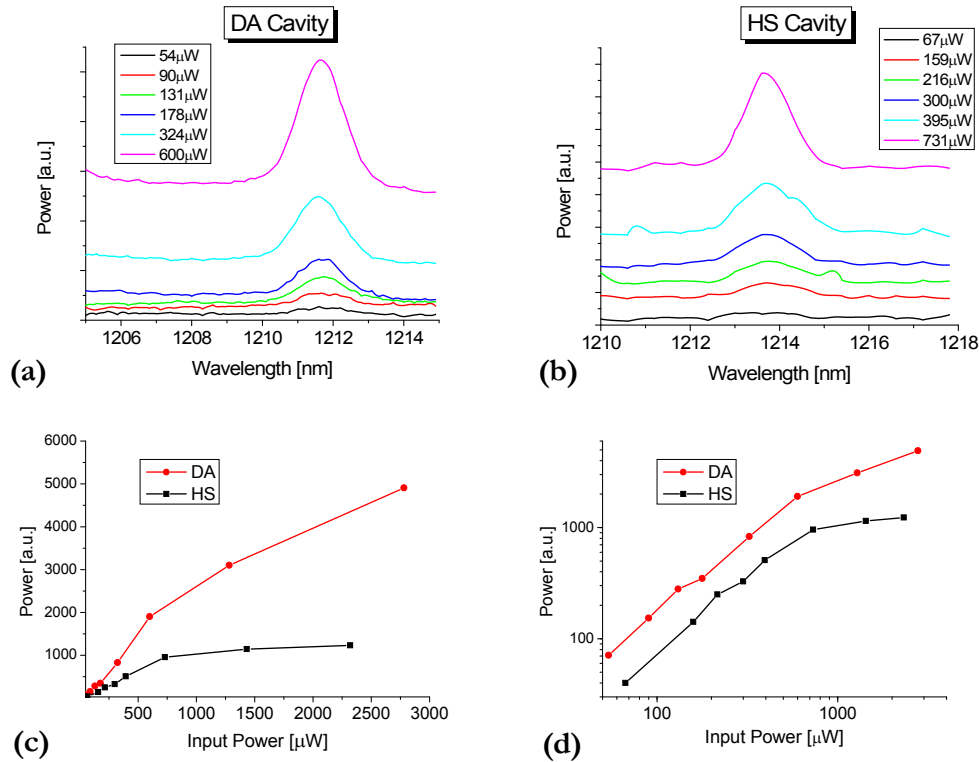 DA Cavity
54μW
90μW
131μW
178μW
324μW
600μW
Power [a.u.]
1206 1208 1210 1212 1214
Wavelength [nm]
(a)
HS Cavity
67μW
159μW
216μW
300μW
395μW
731μW
Power [a.u.]
1210 1212 1214 1216 1218
Wavelength [nm]
(b)
6000
5000
4000
3000
2000
1000
Power [a.u.]
DA
HS
500 1000 1500 2000 2500 3000
Input Power [μW]
(c)
1000
100
Power [a.u.]
DA
HS
100 1000
Input Power [μW]
(d)